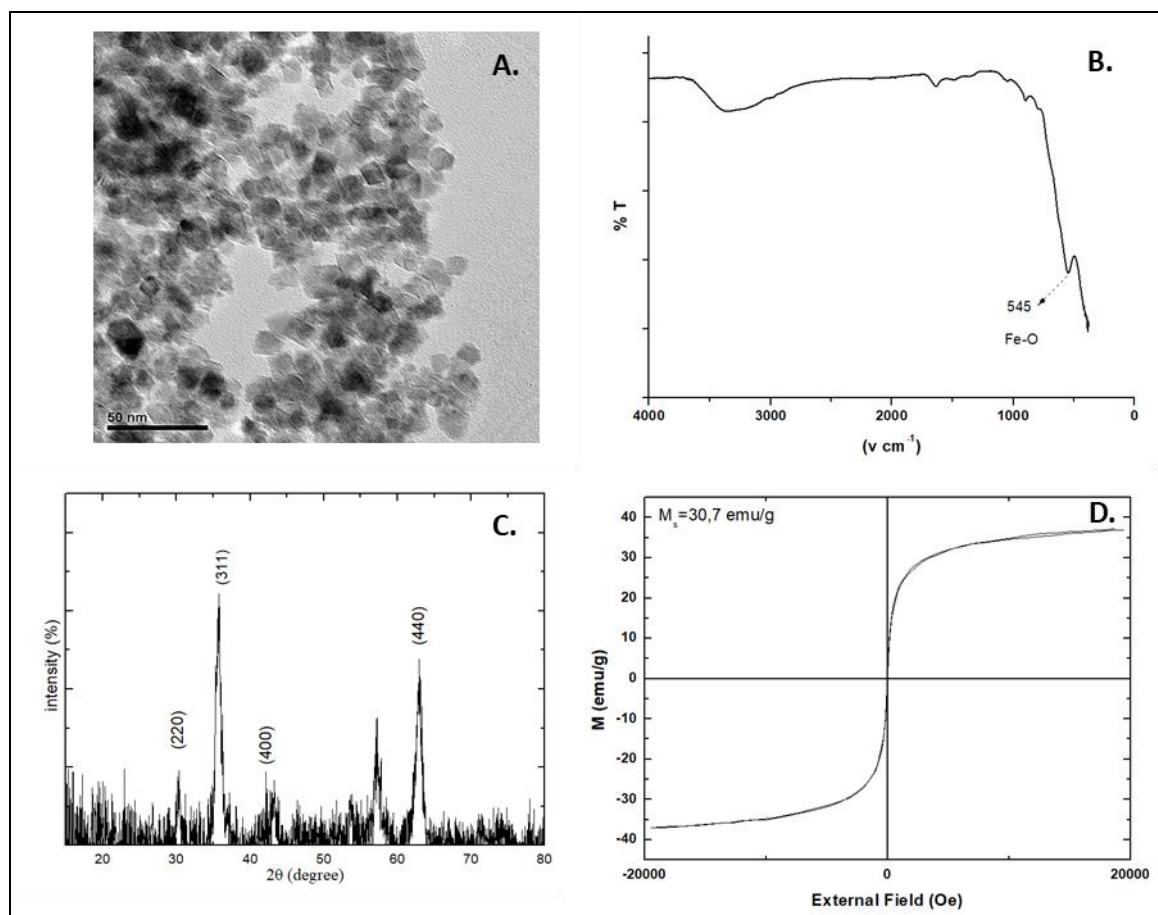 A.
50 nm
B.
% T
545
Fe-O
4000 3000 2000 1000 0
(v cm⁻¹)
C.
intensity (%)
(220)
(311)
(400)
(440)
20 30 40 50 60 70 80
2θ (degree)
D.
Mₛ=30,7 emu/g
M (emu/g)
40
30
20
10
0
-10
-20
-30
-40
-20000 0 20000
External Field (Oe)